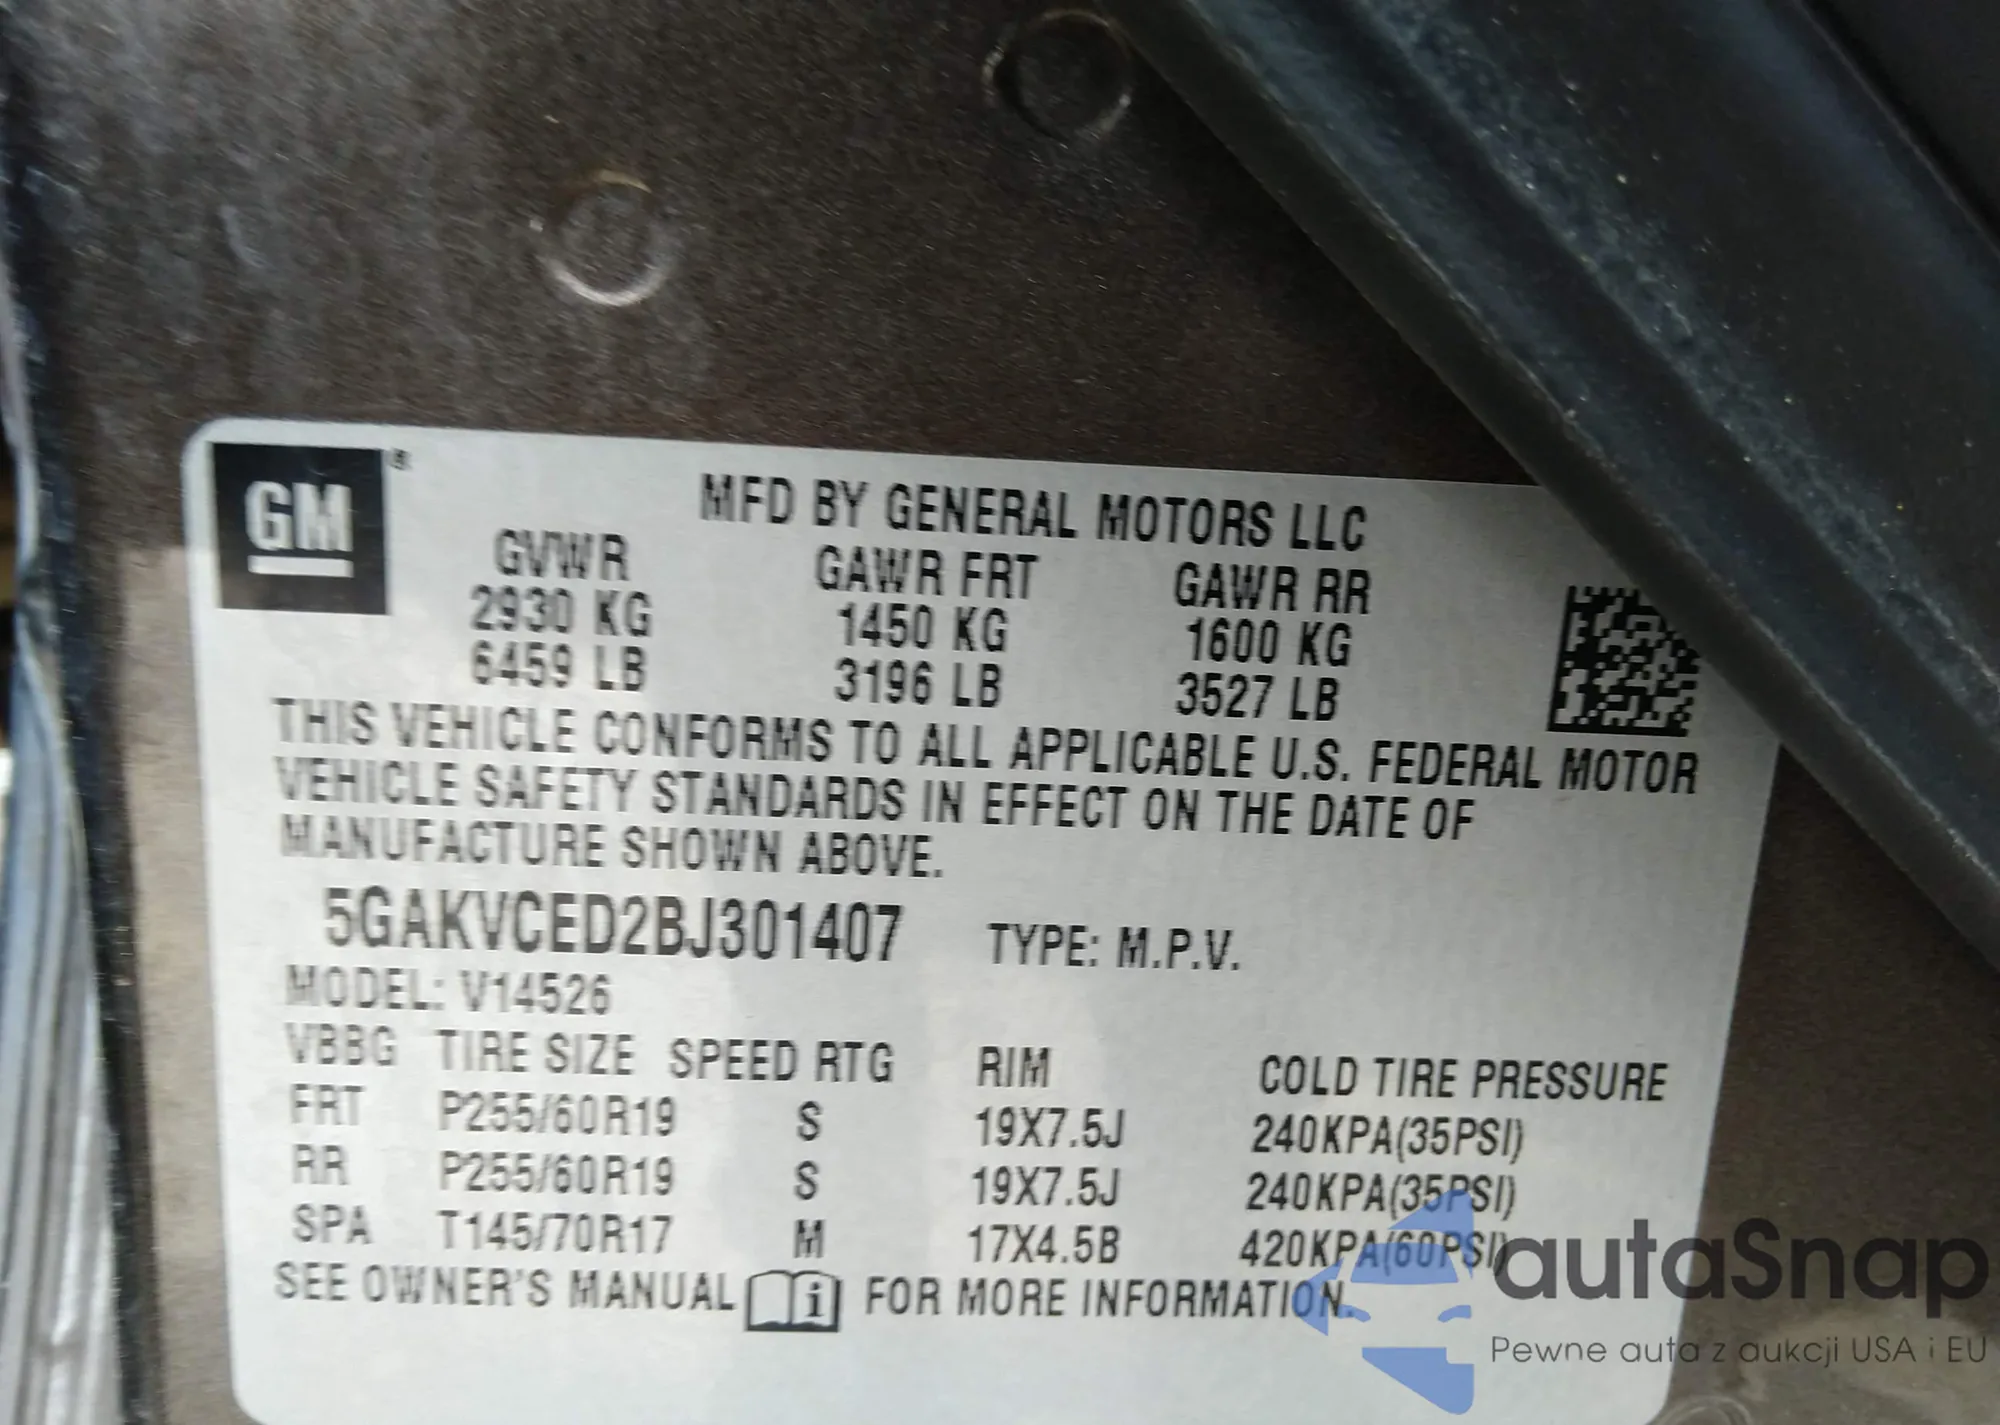 GM
MFD BY GENERAL MOTORS LLC
GVWR GAWR FRT GAWR RR
2930 KG 1450 KG 1600 KG
6459 LB 3196 LB 3527 LB
THIS VEHICLE CONFORMS TO ALL APPLICABLE U.S. FEDERAL MOTOR
VEHICLE SAFETY STANDARDS IN EFFECT ON THE DATE OF
MANUFACTURE SHOWN ABOVE.
5GAKVCED2BJ301407 TYPE: M.P.V.
MODEL: V14526
VBBG TIRE SIZE SPEED RTG RIM COLD TIRE PRESSURE
FRT P255/60R19 S 19X7.5J 240KPA(35PSI)
RR P255/60R19 S 19X7.5J 240KPA(35PSI)
SPA T145/70R17 M 17X4.5B 420KPA(60PSI)
SEE OWNER'S MANUAL i FOR MORE INFORMATION.
autaSnap
Pewne auta z aukcji USA i EU